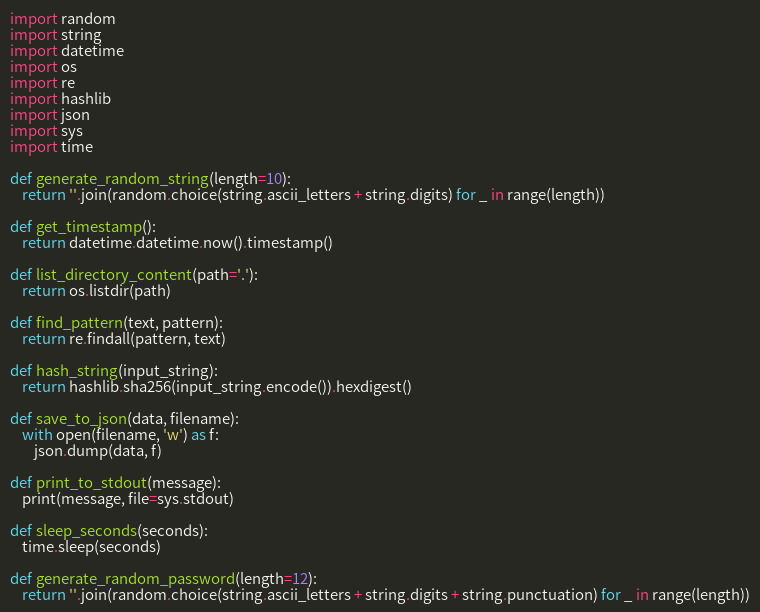 import random
import string
import datetime
import os
import re
import hashlib
import json
import sys
import time

def generate_random_string(length=10):
    return ''.join(random.choice(string.ascii_letters + string.digits) for _ in range(length))

def get_timestamp():
    return datetime.datetime.now().timestamp()

def list_directory_content(path='.'):
    return os.listdir(path)

def find_pattern(text, pattern):
    return re.findall(pattern, text)

def hash_string(input_string):
    return hashlib.sha256(input_string.encode()).hexdigest()

def save_to_json(data, filename):
    with open(filename, 'w') as f:
        json.dump(data, f)

def print_to_stdout(message):
    print(message, file=sys.stdout)

def sleep_seconds(seconds):
    time.sleep(seconds)

def generate_random_password(length=12):
    return ''.join(random.choice(string.ascii_letters + string.digits + string.punctuation) for _ in range(length))